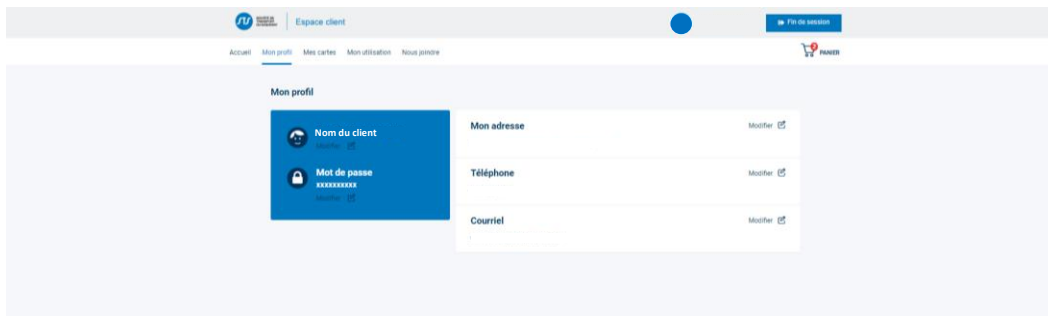 Espace client
Fin de session
Accueil Mon profil Mes cartes Mon utilisation Nous joindre
PANIER
Mon profil
Nom du client
Modifier
Mot de passe
xxxxxxxxxx
Modifier
Mon adresse Modifier
Téléphone Modifier
Courriel Modifier